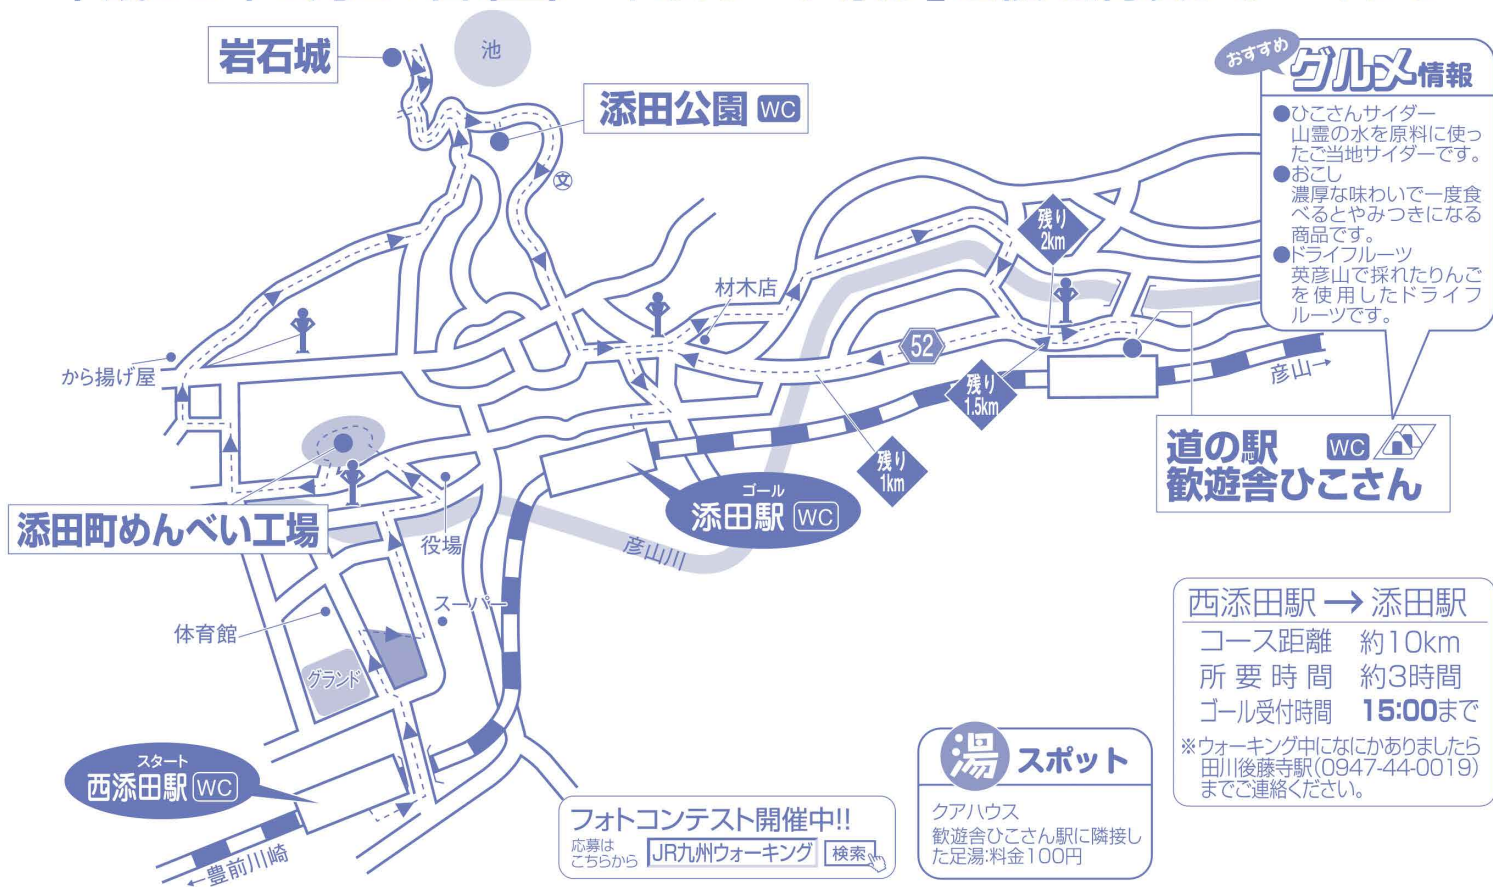 岩石城
池
添田公園 WC
文
おすすめ
グルメ情報
●ひこさんサイダー
山霊の水を原料に使っ
たご当地サイダーです。
●おこし
濃厚な味わいで一度食
べるとやみつきになる
商品です。
●ドライフルーツ
英彦山で採れたりんご
を使用したドライフ
ルーツです。
残り
2km
材木店
52
から揚げ屋
残り
1.5km
彦山→
残り
1km
道の駅 WC
歓遊舎ひこさん
ゴール
添田駅 WC
添田町めんべい工場
役場
彦山川
スーパー
体育館
グランド
スタート
西添田駅 WC
←豊前川崎
西添田駅→添田駅
コース距離 約10km
所要時間 約3時間
ゴール受付時間 15:00まで
※ウォーキング中になにかありましたら
田川後藤寺駅(0947-44-0019)
までご連絡ください。
湯スポット
クアハウス
歓遊舎ひこさん駅に隣接し
た足湯:料金100円
フォトコンテスト開催中!!
応募は
こちらから JR九州ウォーキング 検索